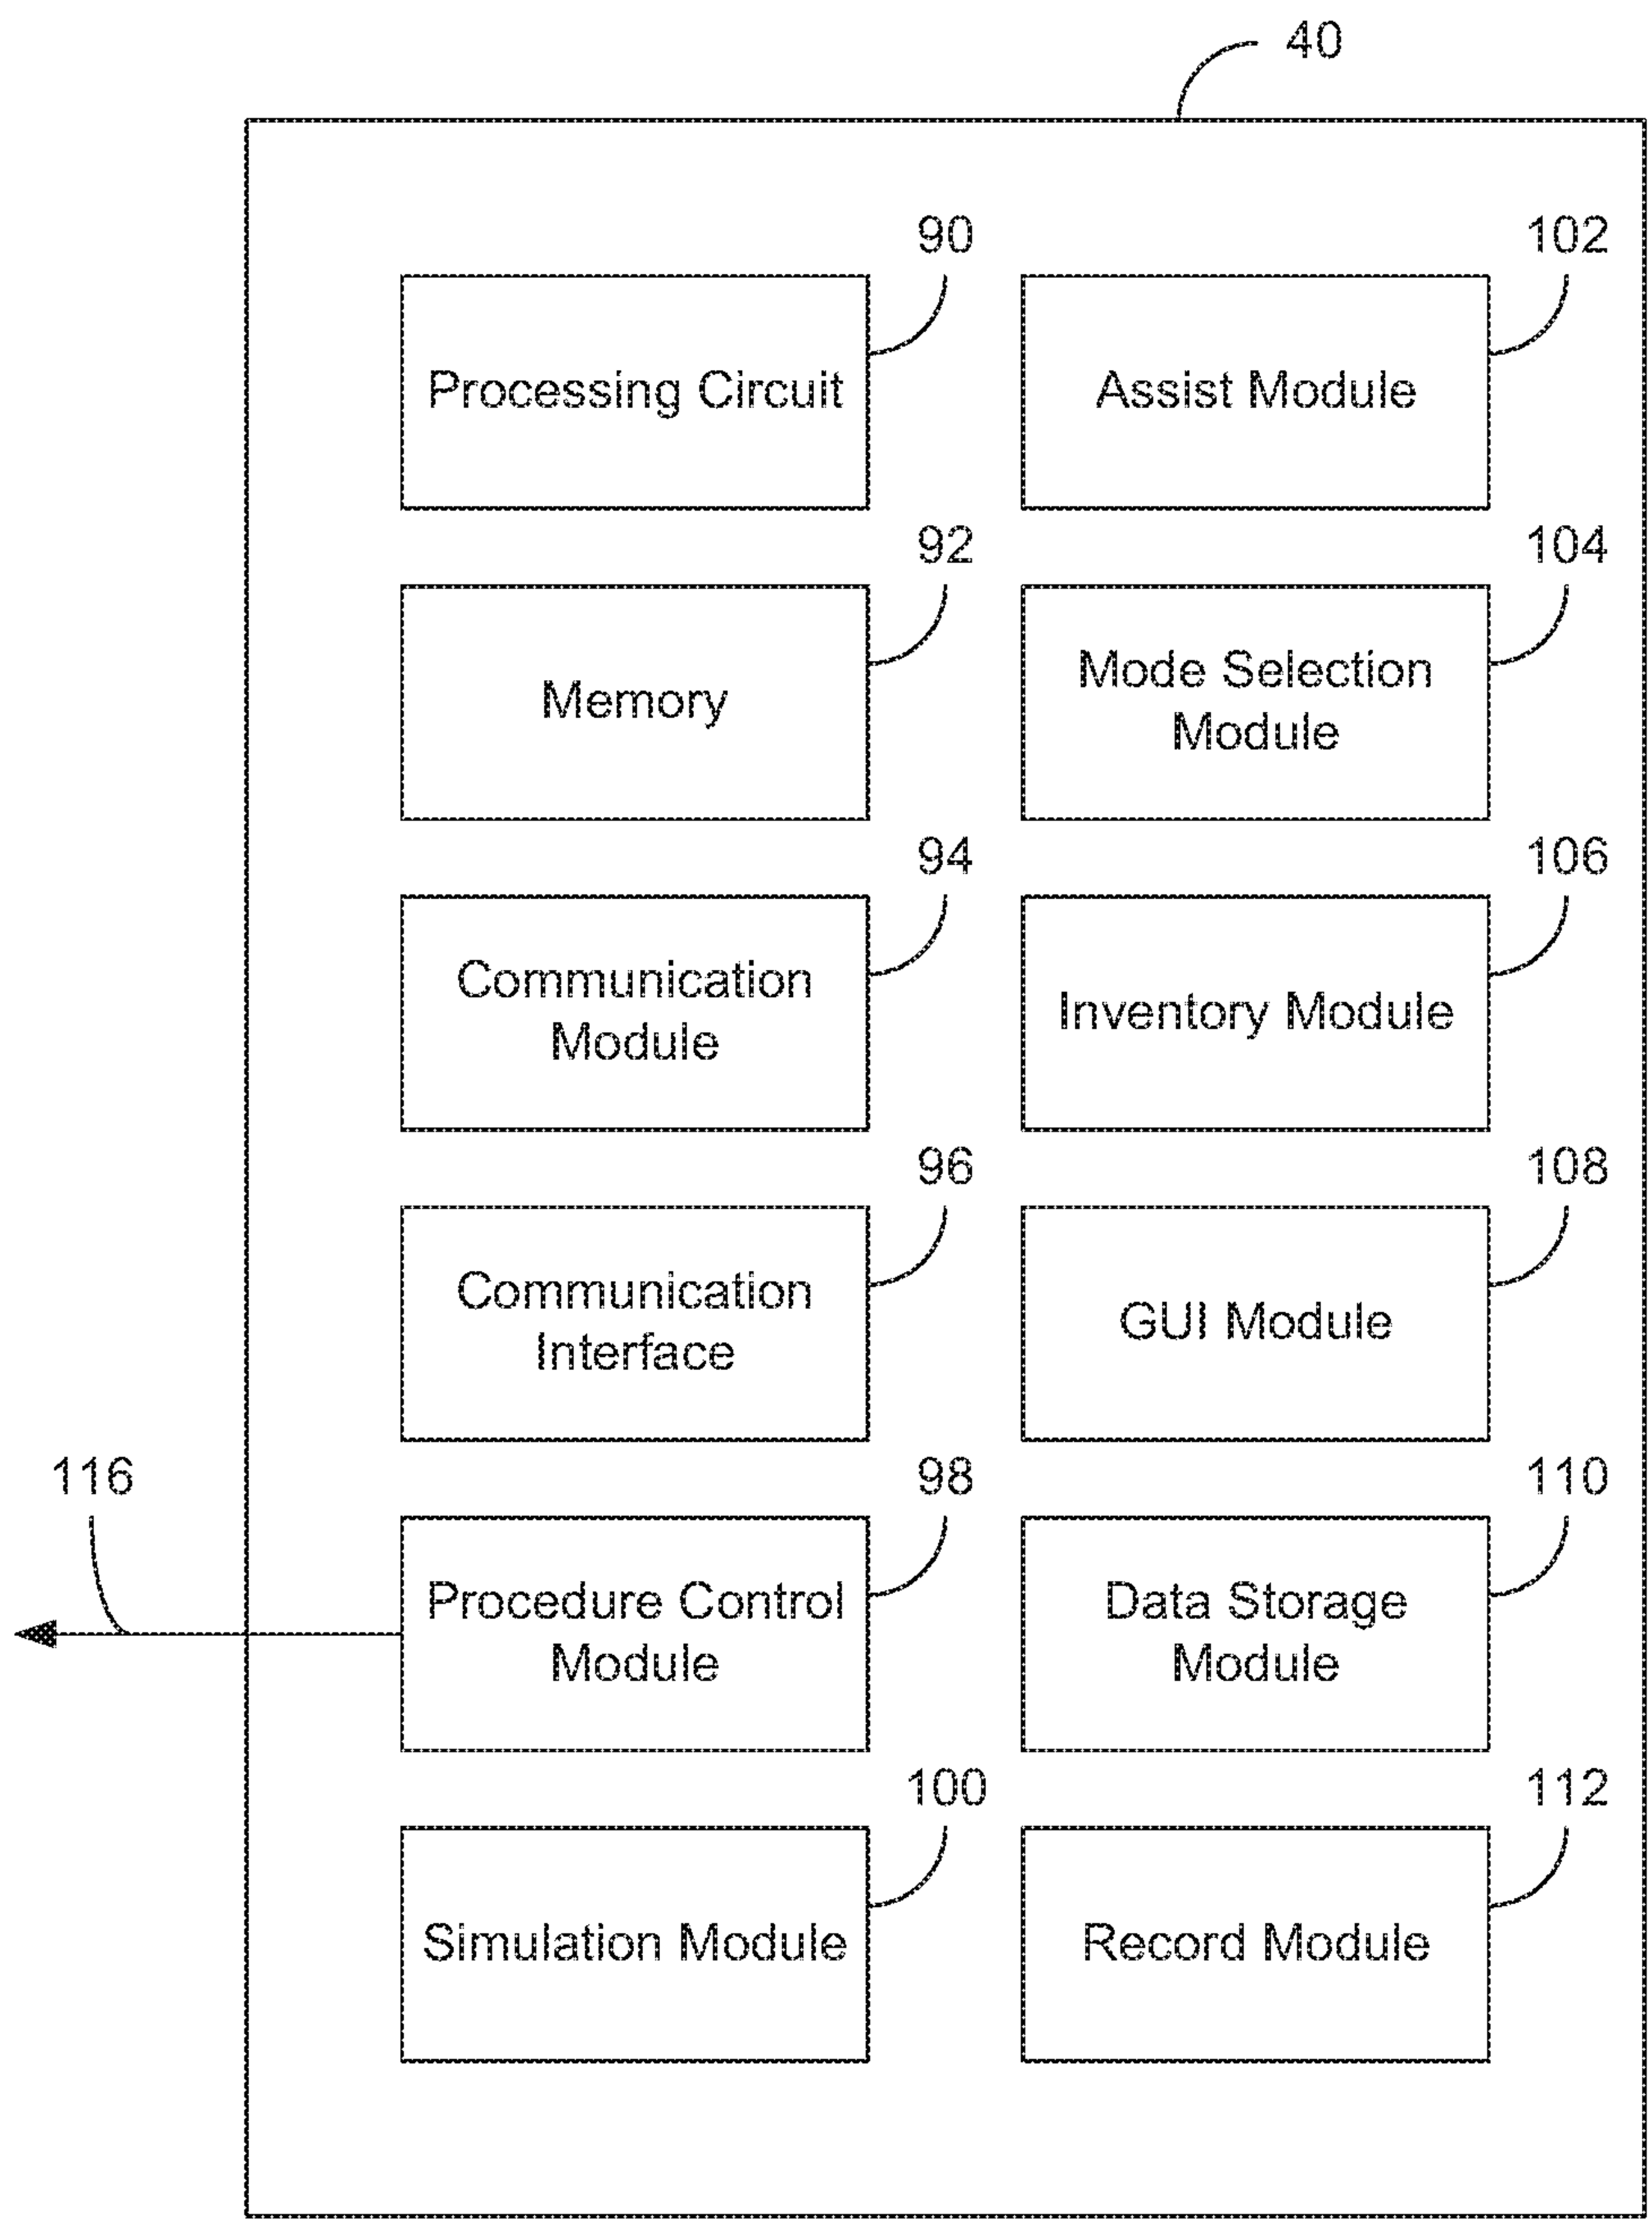 40
90
102
Processing Circuit
Assist Module
92
104
Memory
Mode Selection
Module
94
106
Communication
Module
Inventory Module
96
108
Communication
Interface
GUI Module
116
98
110
Procedure Control
Module
Data Storage
Module
100
112
Simulation Module
Record Module